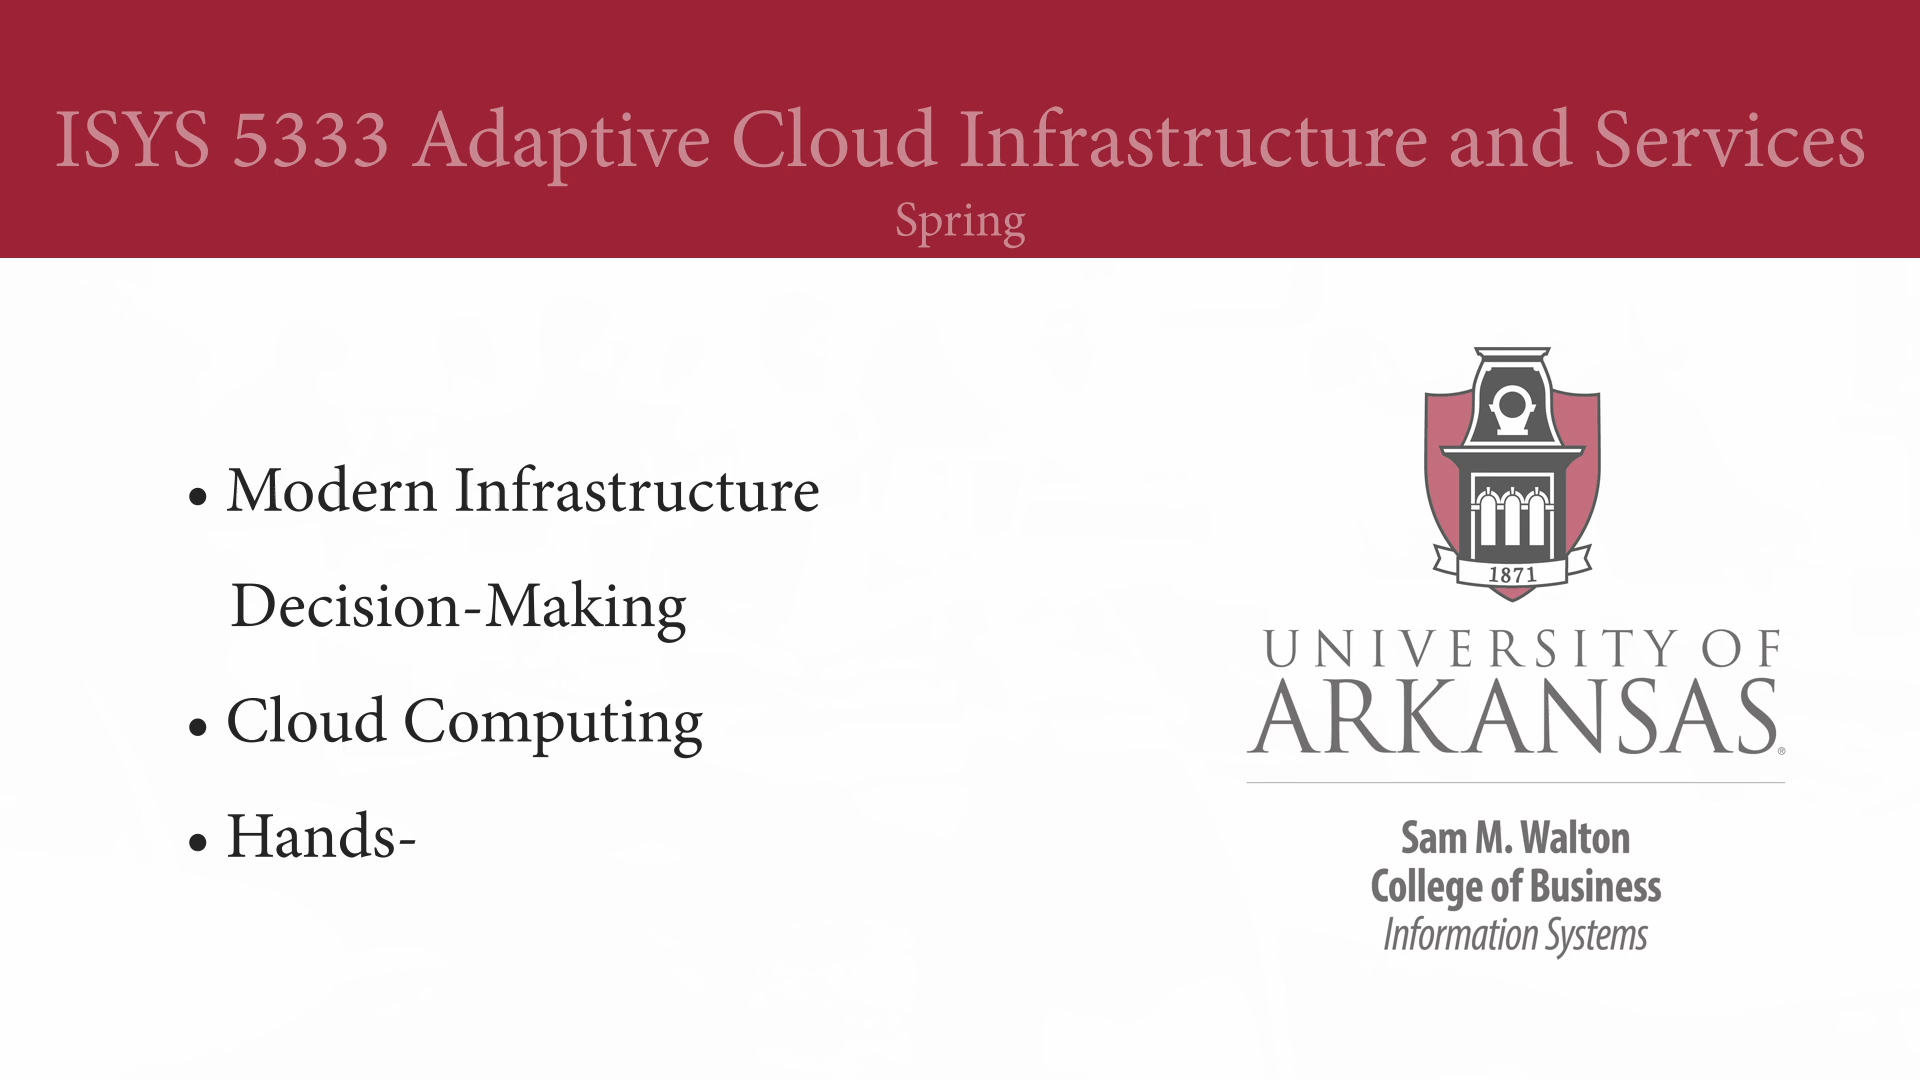 ISYS 5333 Adaptive Cloud Infrastructure and Services
Spring
• Modern Infrastructure
Decision-Making
• Cloud Computing
• Hands-
1871
UNIVERSITY OF
ARKANSAS®
Sam M. Walton
College of Business
Information Systems